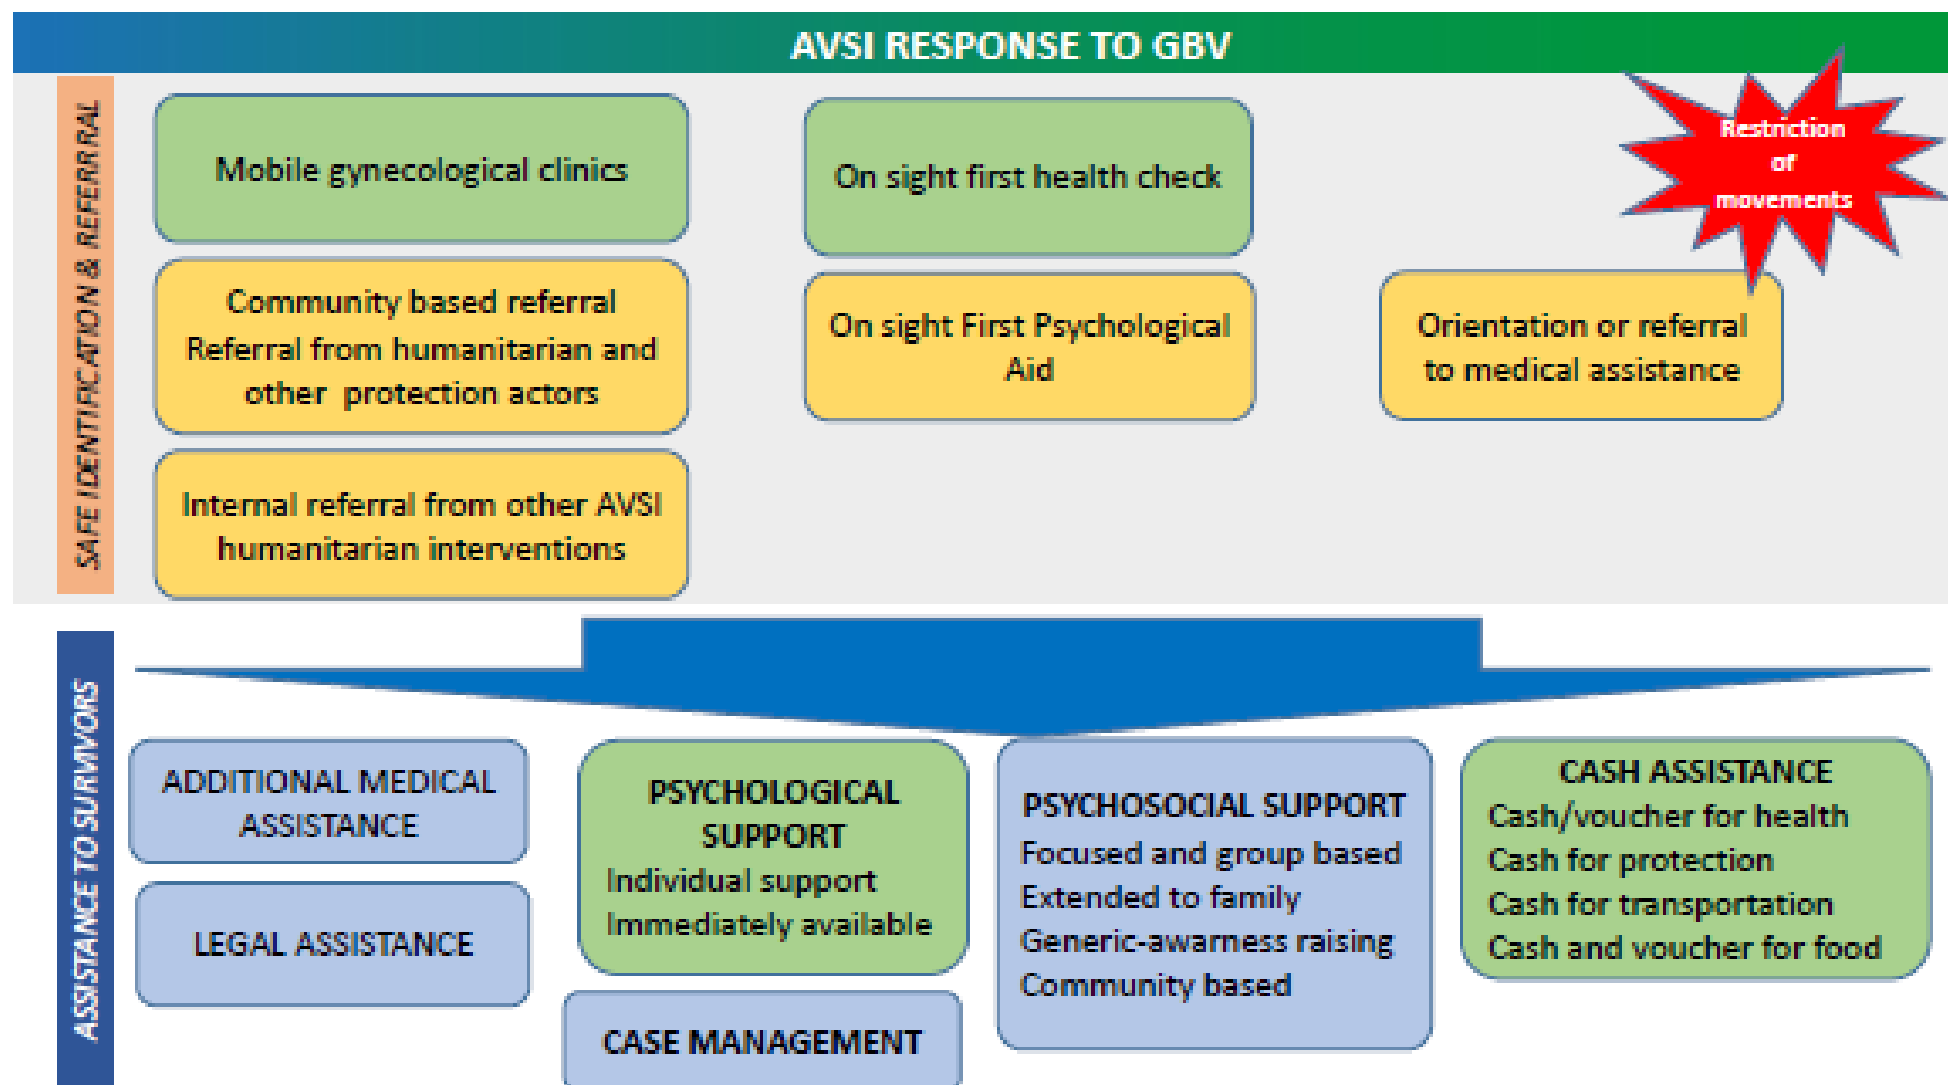 AVSI RESPONSE TO GBV
SAFE IDENTIFICATION & REFERRRAL
Mobile gynecological clinics
On sight first health check
Restriction
of
movements
Community based referral
Referral from humanitarian and
other protection actors
On sight First Psychological
Aid
Orientation or referral
to medical assistance
Internal referral from other AVSI
humanitarian interventions
ASSISTANCE TO SURVIVORS
ADDITIONAL MEDICAL
ASSISTANCE
LEGAL ASSISTANCE
PSYCHOLOGICAL
SUPPORT
Individual support
Immediately available
CASE MANAGEMENT
PSYCHOSOCIAL SUPPORT
Focused and group based
Extended to family
Generic-awarness raising
Community based
CASH ASSISTANCE
Cash/voucher for health
Cash for protection
Cash for transportation
Cash and voucher for food